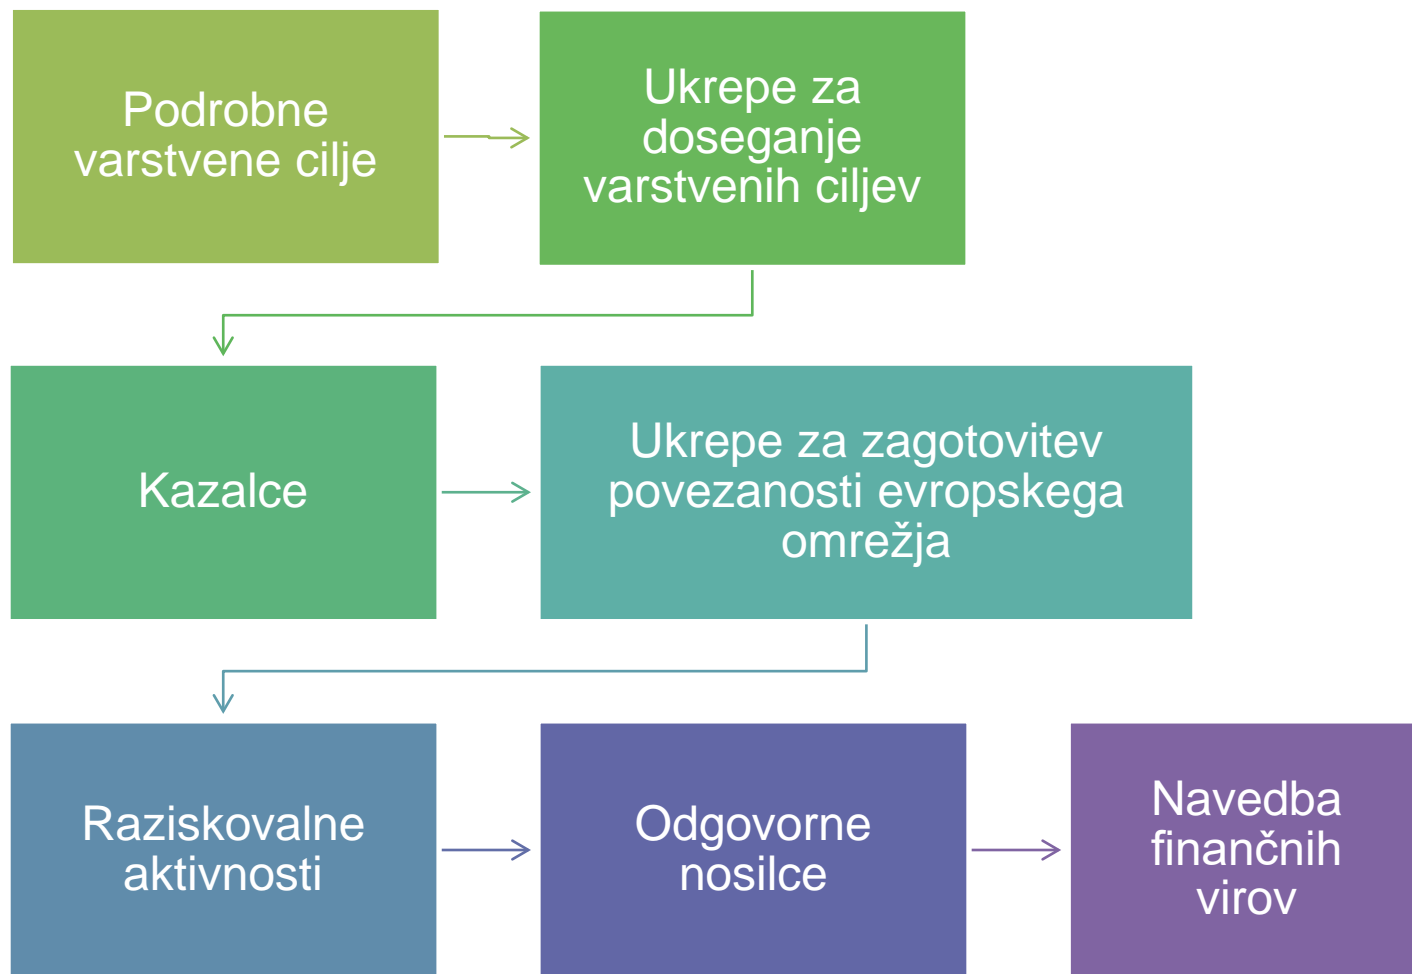 Podrobne
varstvene cilje
Ukrepe za
doseganje
varstvenih ciljev
Kazalce
Ukrepe za zagotovitev
povezanosti evropskega
omrežja
Raziskovalne
aktivnosti
Odgovorne
nosilce
Navedba
finančnih
virov